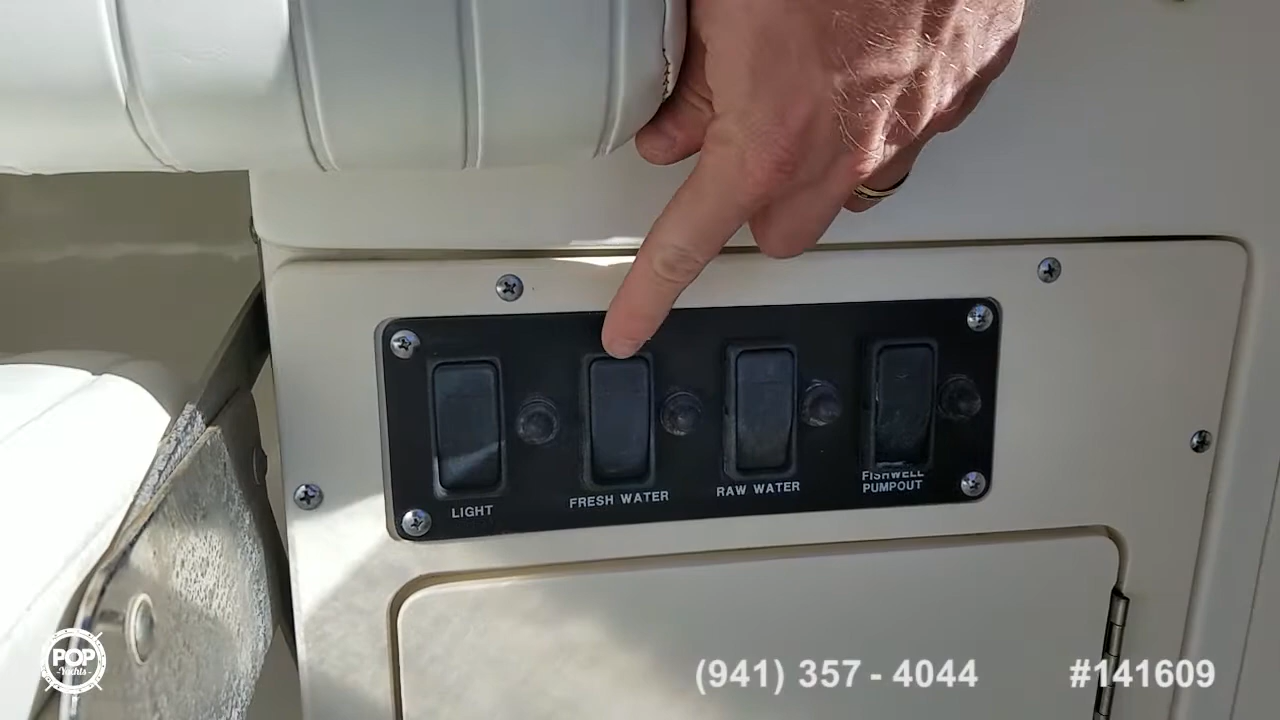 LIGHT
FRESH WATER
RAW WATER
FISHWELL
PUMPOUT
POP
Yachts
(941) 357 - 4044
#141609